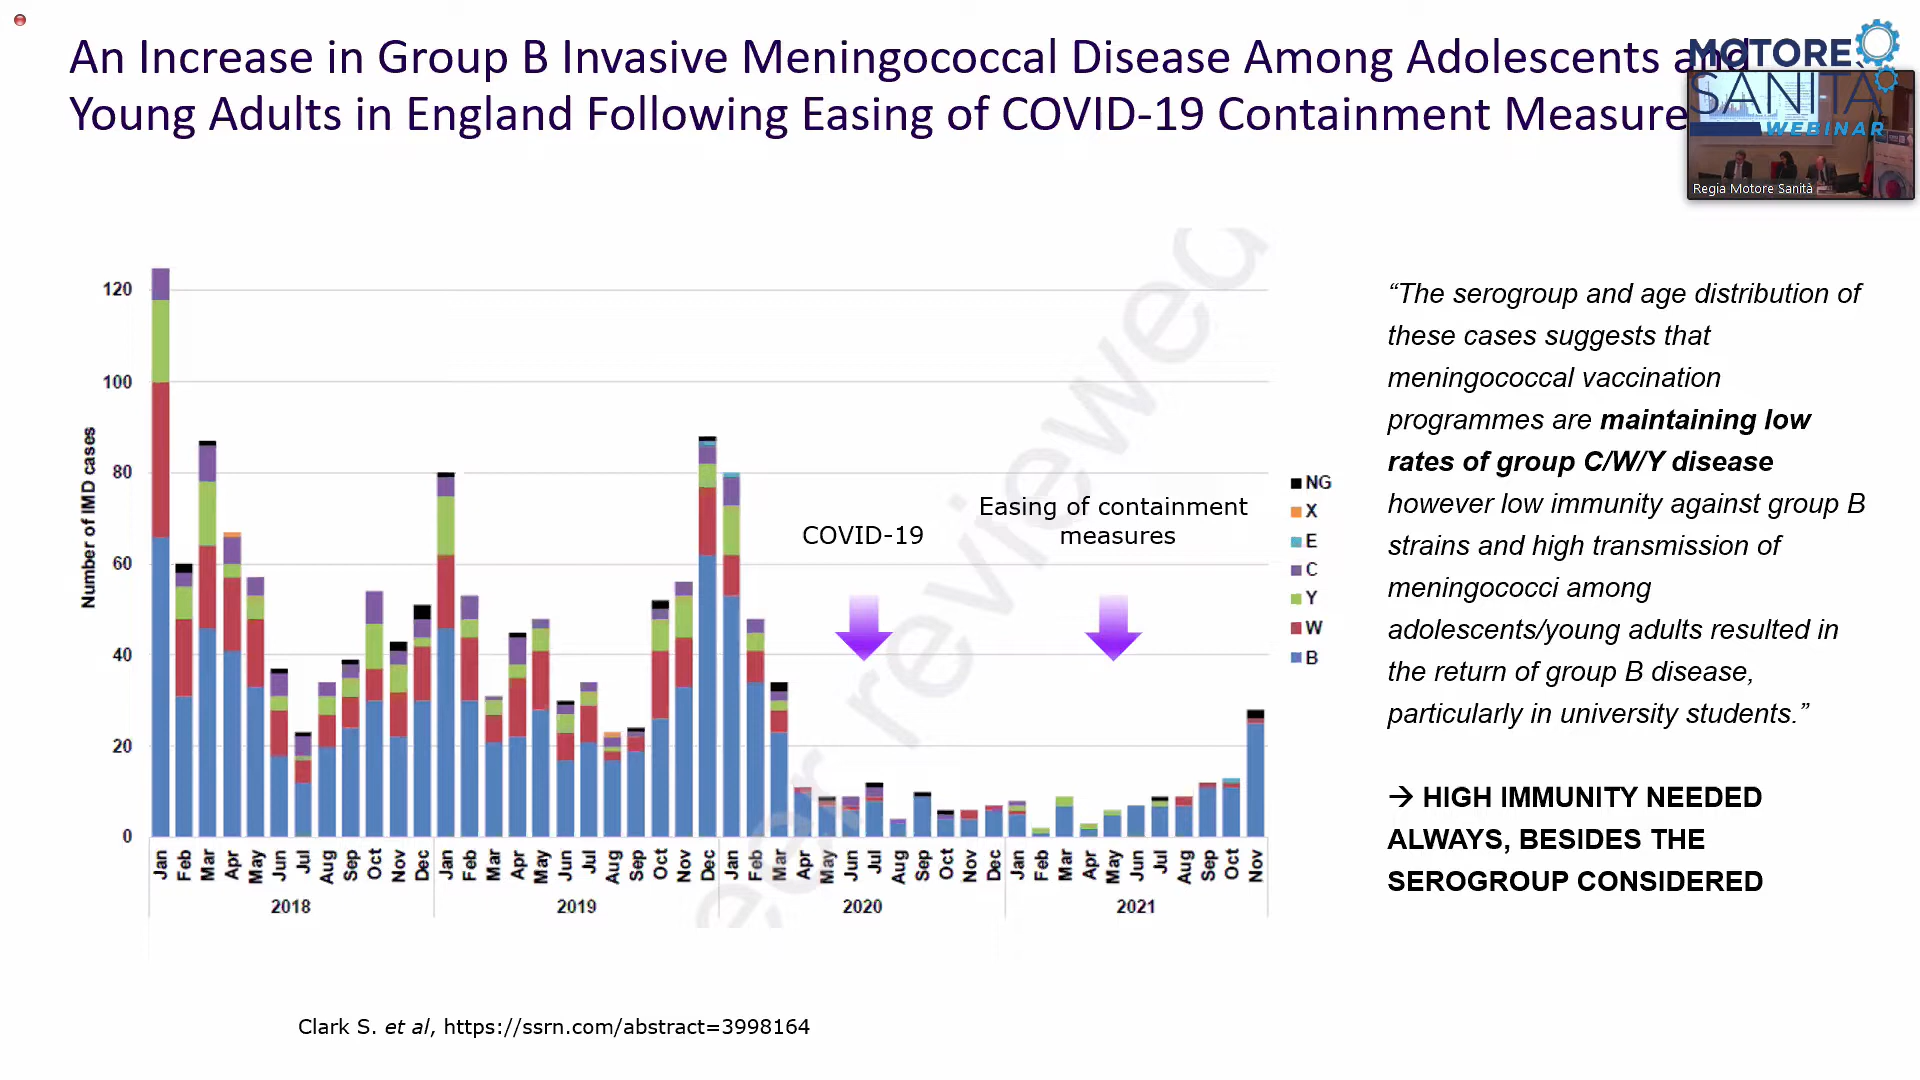 An Increase in Group B Invasive Meningococcal Disease Among Adolescents and
Young Adults in England Following Easing of COVID-19 Containment Measure
MOTORE
SANITÀ
WEBINAR
Regia Motore Sanità
Number of IMD cases
120
100
80
60
40
20
0
COVID-19
Easing of containment
measures
NG
X
E
C
Y
W
B
Jan Feb Mar Apr May Jun Jul Aug Sep Oct Nov Dec Jan Feb Mar Apr May Jun Jul Aug Sep Oct Nov Dec Jan Feb Mar Apr May Jun Jul Aug Sep Oct Nov Dec Jan Feb Mar Apr May Jun Jul Aug Sep Oct Nov
2018 2019 2020 2021
er reviewed
“The serogroup and age distribution of
these cases suggests that
meningococcal vaccination
programmes are maintaining low
rates of group C/W/Y disease
however low immunity against group B
strains and high transmission of
meningococci among
adolescents/young adults resulted in
the return of group B disease,
particularly in university students.”
→ HIGH IMMUNITY NEEDED
ALWAYS, BESIDES THE
SEROGROUP CONSIDERED
Clark S. et al, https://ssrn.com/abstract=3998164